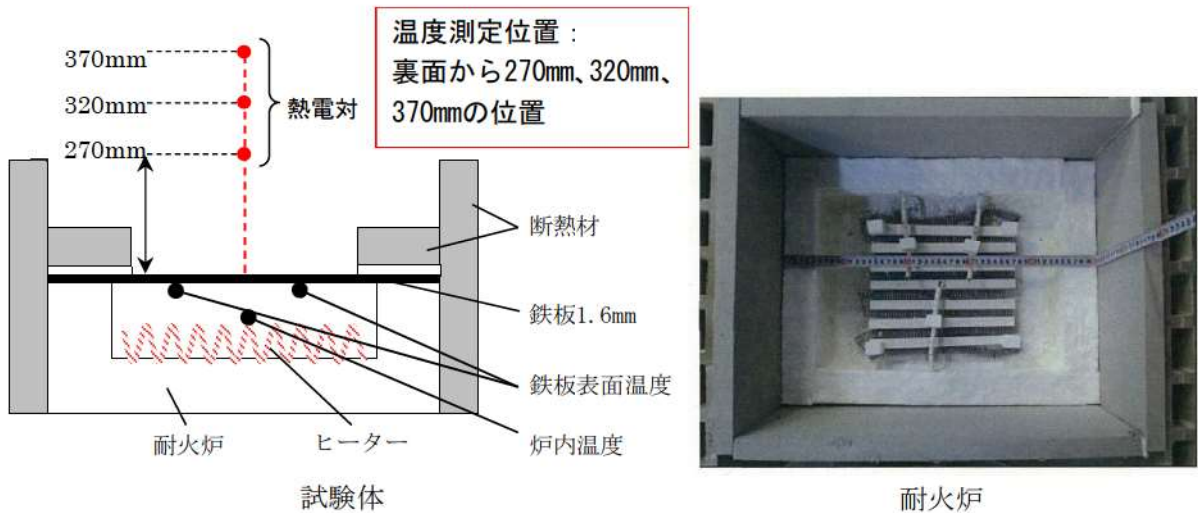 370mm
320mm
270mm
熱電対
温度測定位置：
裏面から270mm、320mm、
370mmの位置
断熱材
鉄板1.6mm
鉄板表面温度
炉内温度
耐火炉
ヒーター
試験体
耐火炉